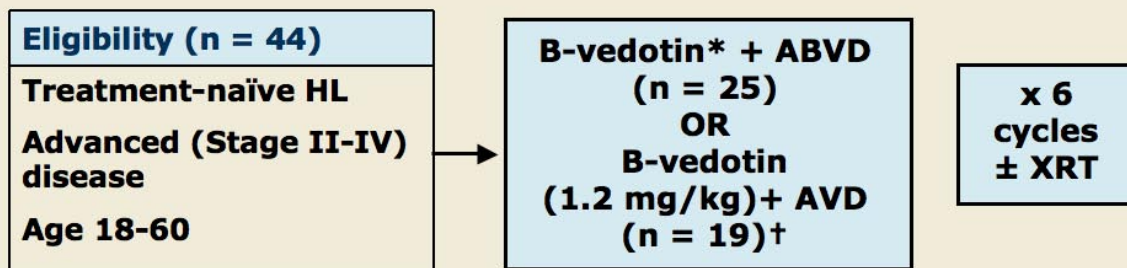 Eligibility (n = 44)
Treatment-naïve HL
Advanced (Stage II-IV)
disease
Age 18-60
B-vedotin* + ABVD
(n = 25)
OR
B-vedotin
(1.2 mg/kg)+ AVD
(n = 19)†
x 6
cycles
± XRT